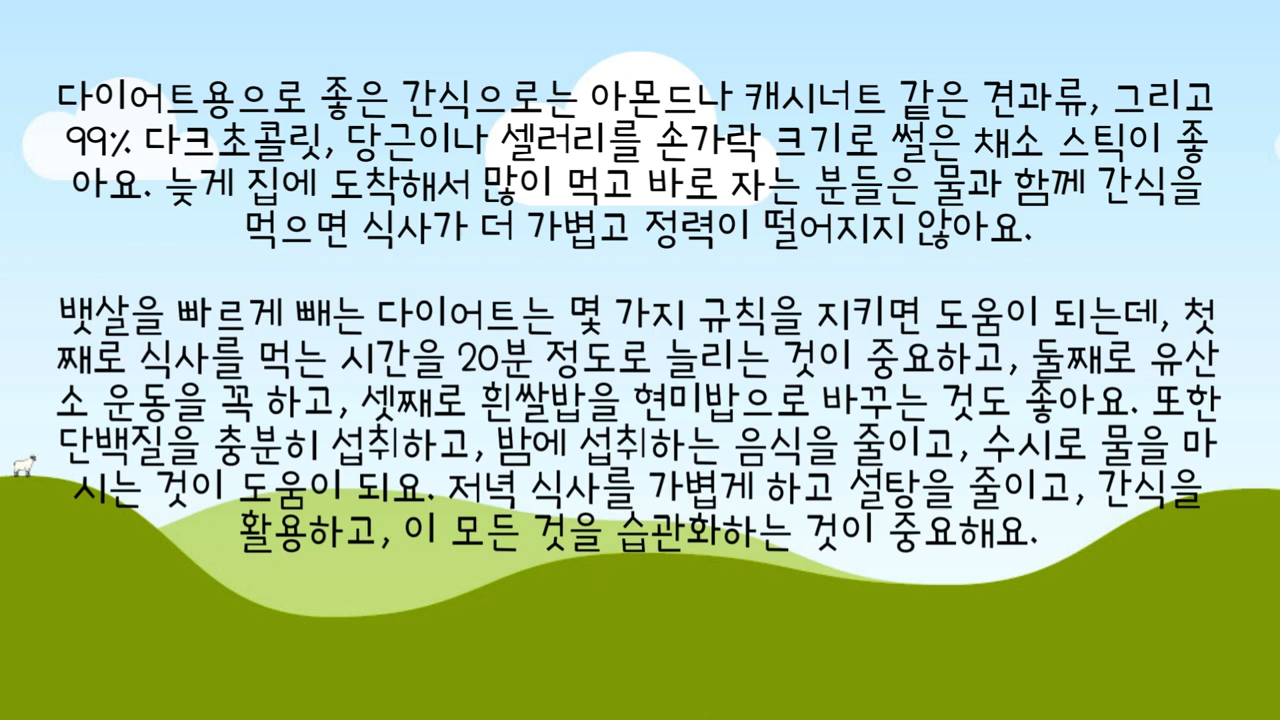 다이어트용으로 좋은 간식으로는 아몬드나 캐시너트 같은 견과류, 그리고
99% 다크초콜릿, 당근이나 셀러리를 손가락 크기로 썰은 채소 스틱이 좋
아요. 늦게 집에 도착해서 많이 먹고 바로 자는 분들은 물과 함께 간식을
먹으면 식사가 더 가볍고 정력이 떨어지지 않아요.
뱃살을 빠르게 빼는 다이어트는 몇 가지 규칙을 지키면 도움이 되는데, 첫
째로 식사를 먹는 시간을 20분 정도로 늘리는 것이 중요하고, 둘째로 유산
소 운동을 꼭 하고, 셋째로 흰쌀밥을 현미밥으로 바꾸는 것도 좋아요. 또한
단백질을 충분히 섭취하고, 밤에 섭취하는 음식을 줄이고, 수시로 물을 마
시는 것이 도움이 되요. 저녁 식사를 가볍게 하고 설탕을 줄이고, 간식을
활용하고, 이 모든 것을 습관화하는 것이 중요해요.